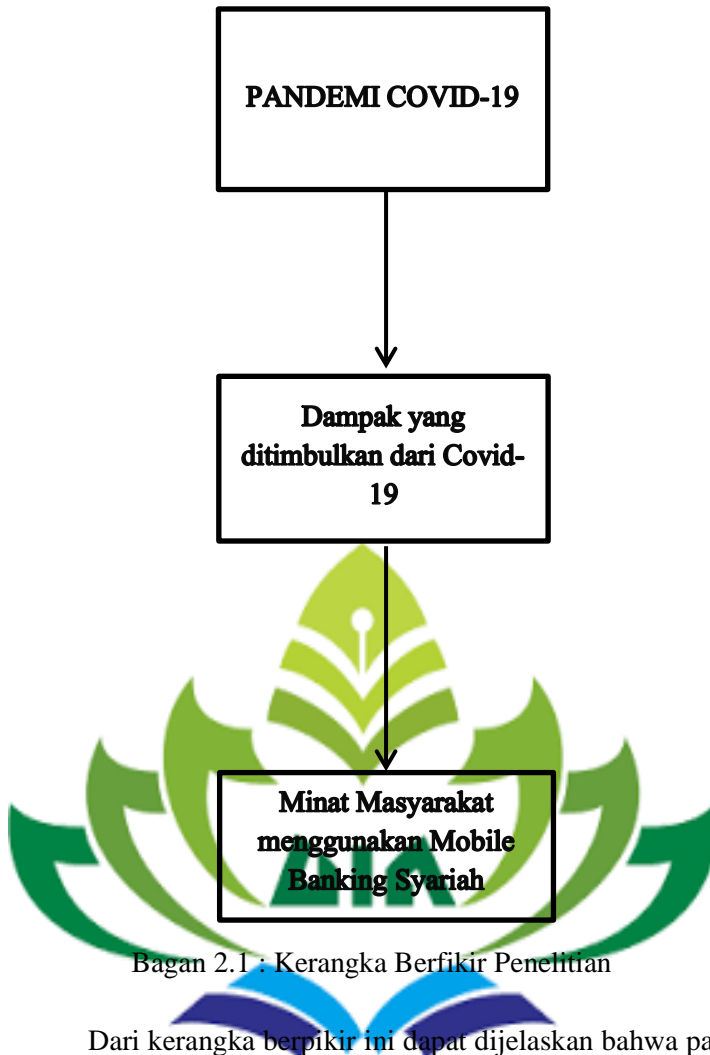 PANDEMI COVID-19
Dampak yang
ditimbulkan dari Covid-
19
Minat Masyarakat
menggunakan Mobile
Banking Syariah
Bagan 2.1 : Kerangka Berfikir Penelitian
Dari kerangka berpikir ini dapat dijelaskan bahwa pa